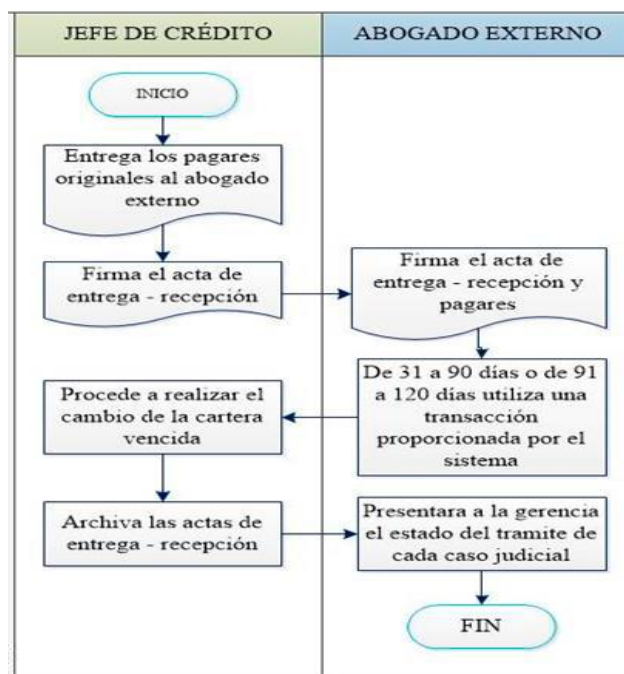 JEFE DE CRÉDITO
ABOGADO EXTERNO
INICIO
Entrega los pagares
originales al abogado
externo
Firma el acta de
entrega - recepción
Firma el acta de
entrega - recepción y
pagares
De 31 a 90 días o de 91
a 120 días utiliza una
transacción
proporcionada por el
sistema
Procede a realizar el
cambio de la cartera
vencida
Archiva las actas de
entrega - recepción
Presentara a la gerencia
el estado del tramite de
cada caso judicial
FIN